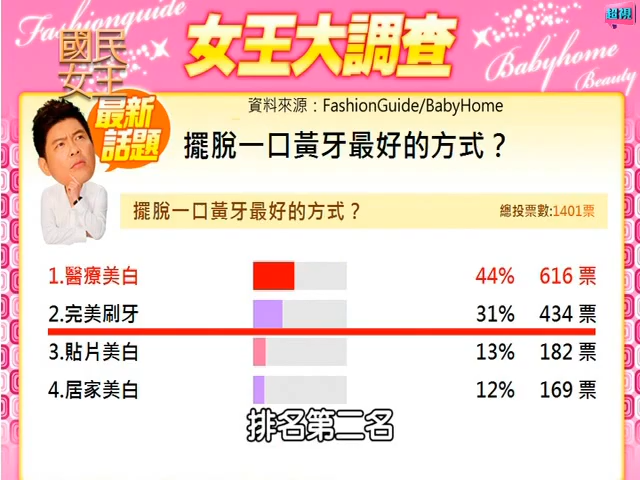 Fashionguide
超視
國民
女王
女王大調查
Babyhome
Beauty
最新
話題
資料來源：FashionGuide/BabyHome
擺脫一口黃牙最好的方式？
擺脫一口黃牙最好的方式？ 總投票數:1401票
1.醫療美白 44% 616 票
2.完美刷牙 31% 434 票
3.貼片美白 13% 182 票
4.居家美白 12% 169 票
排名第二名